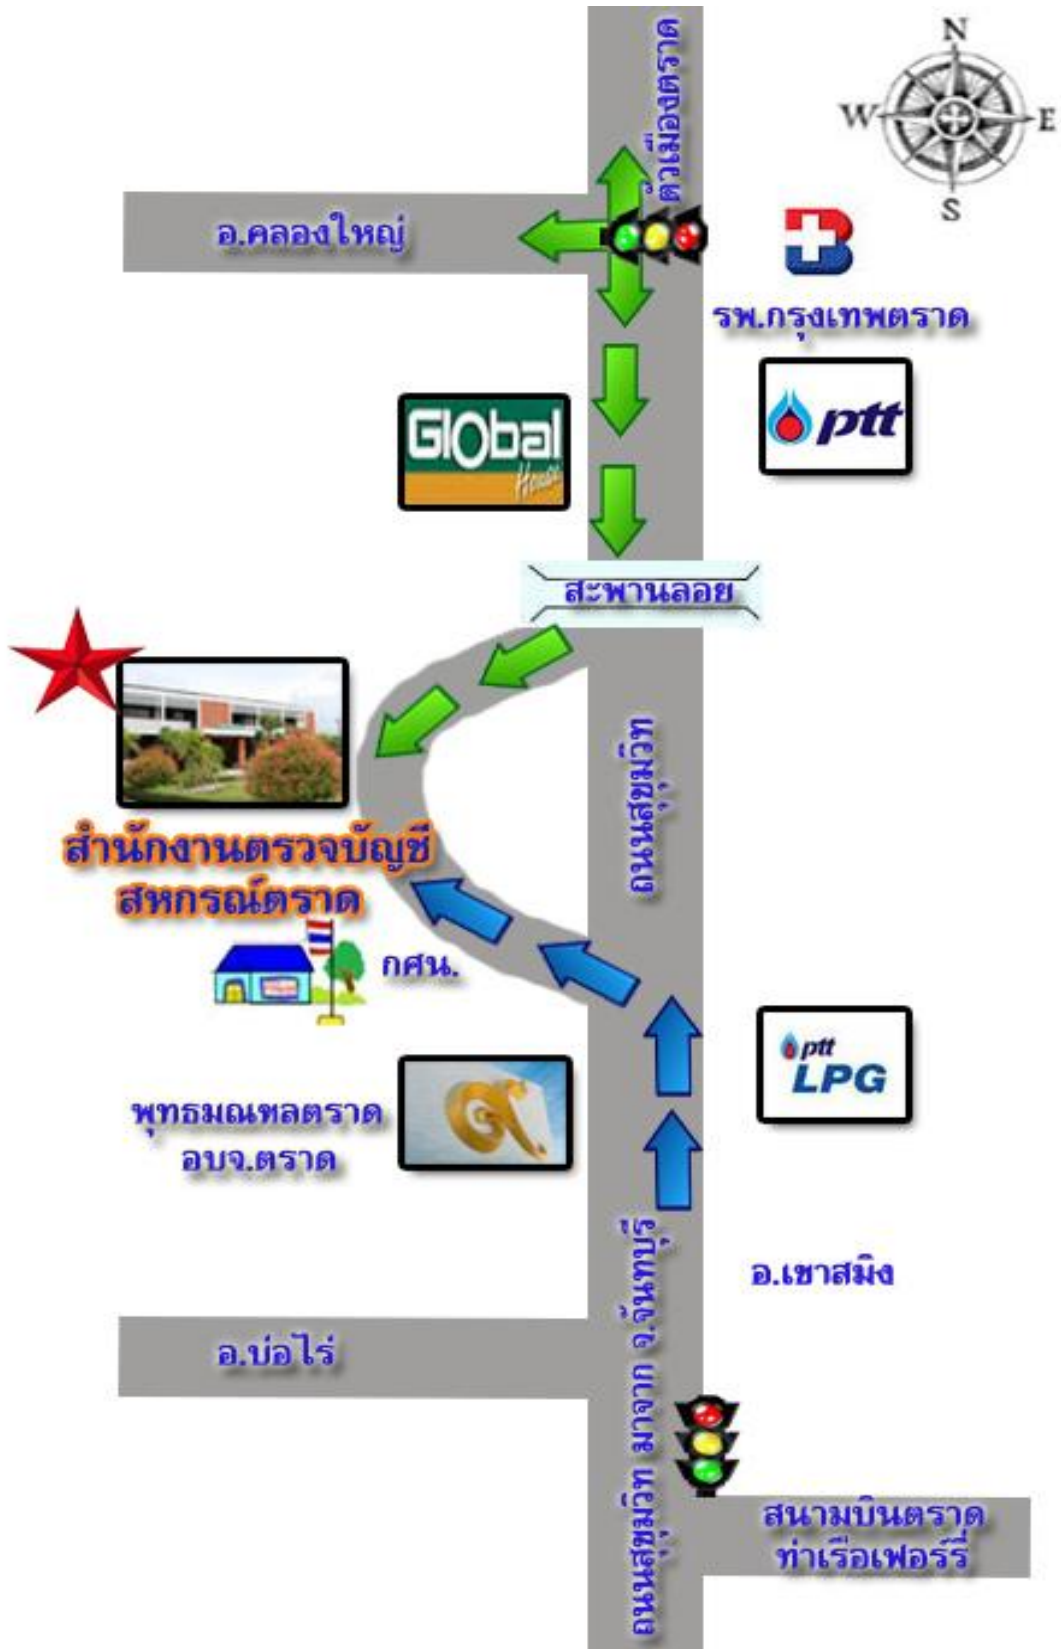 ตัวเมืองตราด
N
W
E
S
อ.คลองใหญ่
รพ.กรุงเทพตราด
Global
House
ptt
สะพานลอย
ถนนสุขุมวิท
สำนักงานตรวจบัญชี
สหกรณ์ตราด
กศน.
ptt
LPG
พุทธมณฑลตราด
อบจ.ตราด
๙
อ.เขาสมิง
อ.บ่อไร่
ถนนสุขุมวิท มาจาก จ.จันทบุรี
สนามบินตราด
ท่าเรือเฟอร์รี่